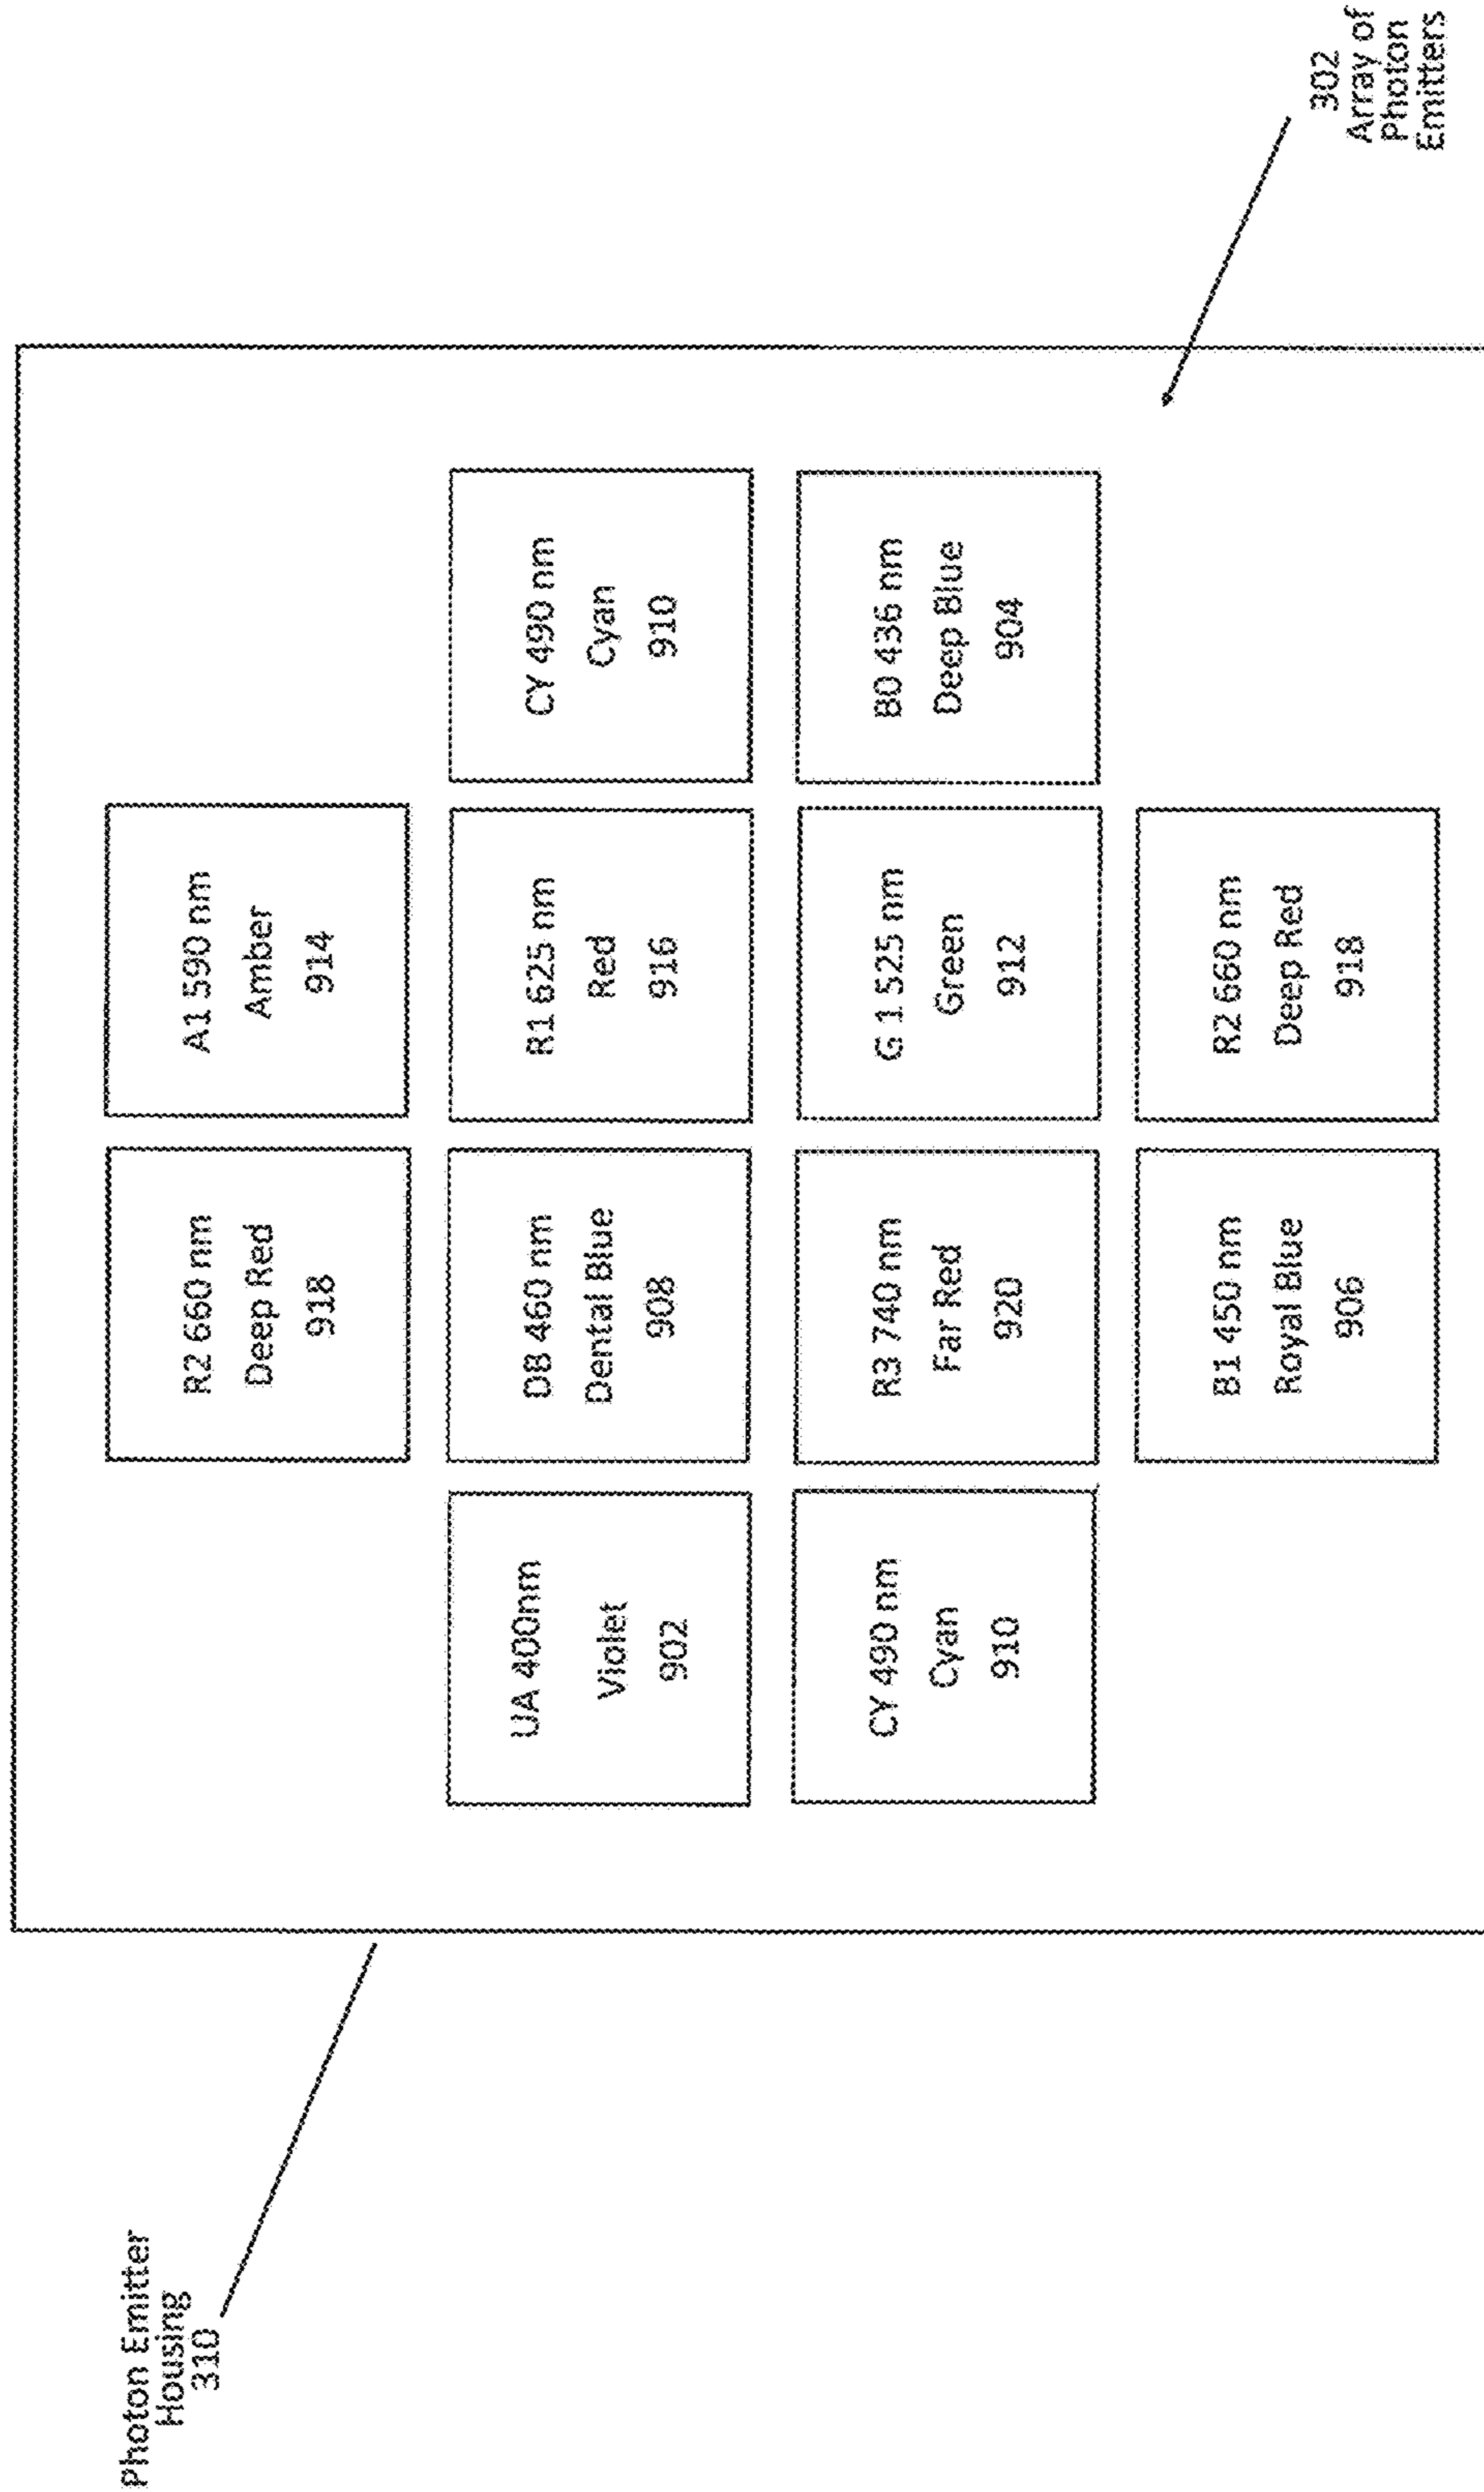 Photon Emitter
Housing
310
R2 660 nm
Deep Red
918
A1 590 nm
Amber
914
UA 400nm
Violet
902
DB 460 nm
Dental Blue
908
R1 625 nm
Red
916
CY 490 nm
Cyan
910
CY 490 nm
Cyan
910
R3 740 nm
Far Red
920
G 1 525 nm
Green
912
B0 436 nm
Deep Blue
904
B1 450 nm
Royal Blue
906
R2 660 nm
Deep Red
918
302
Array of
Photon
Emitters